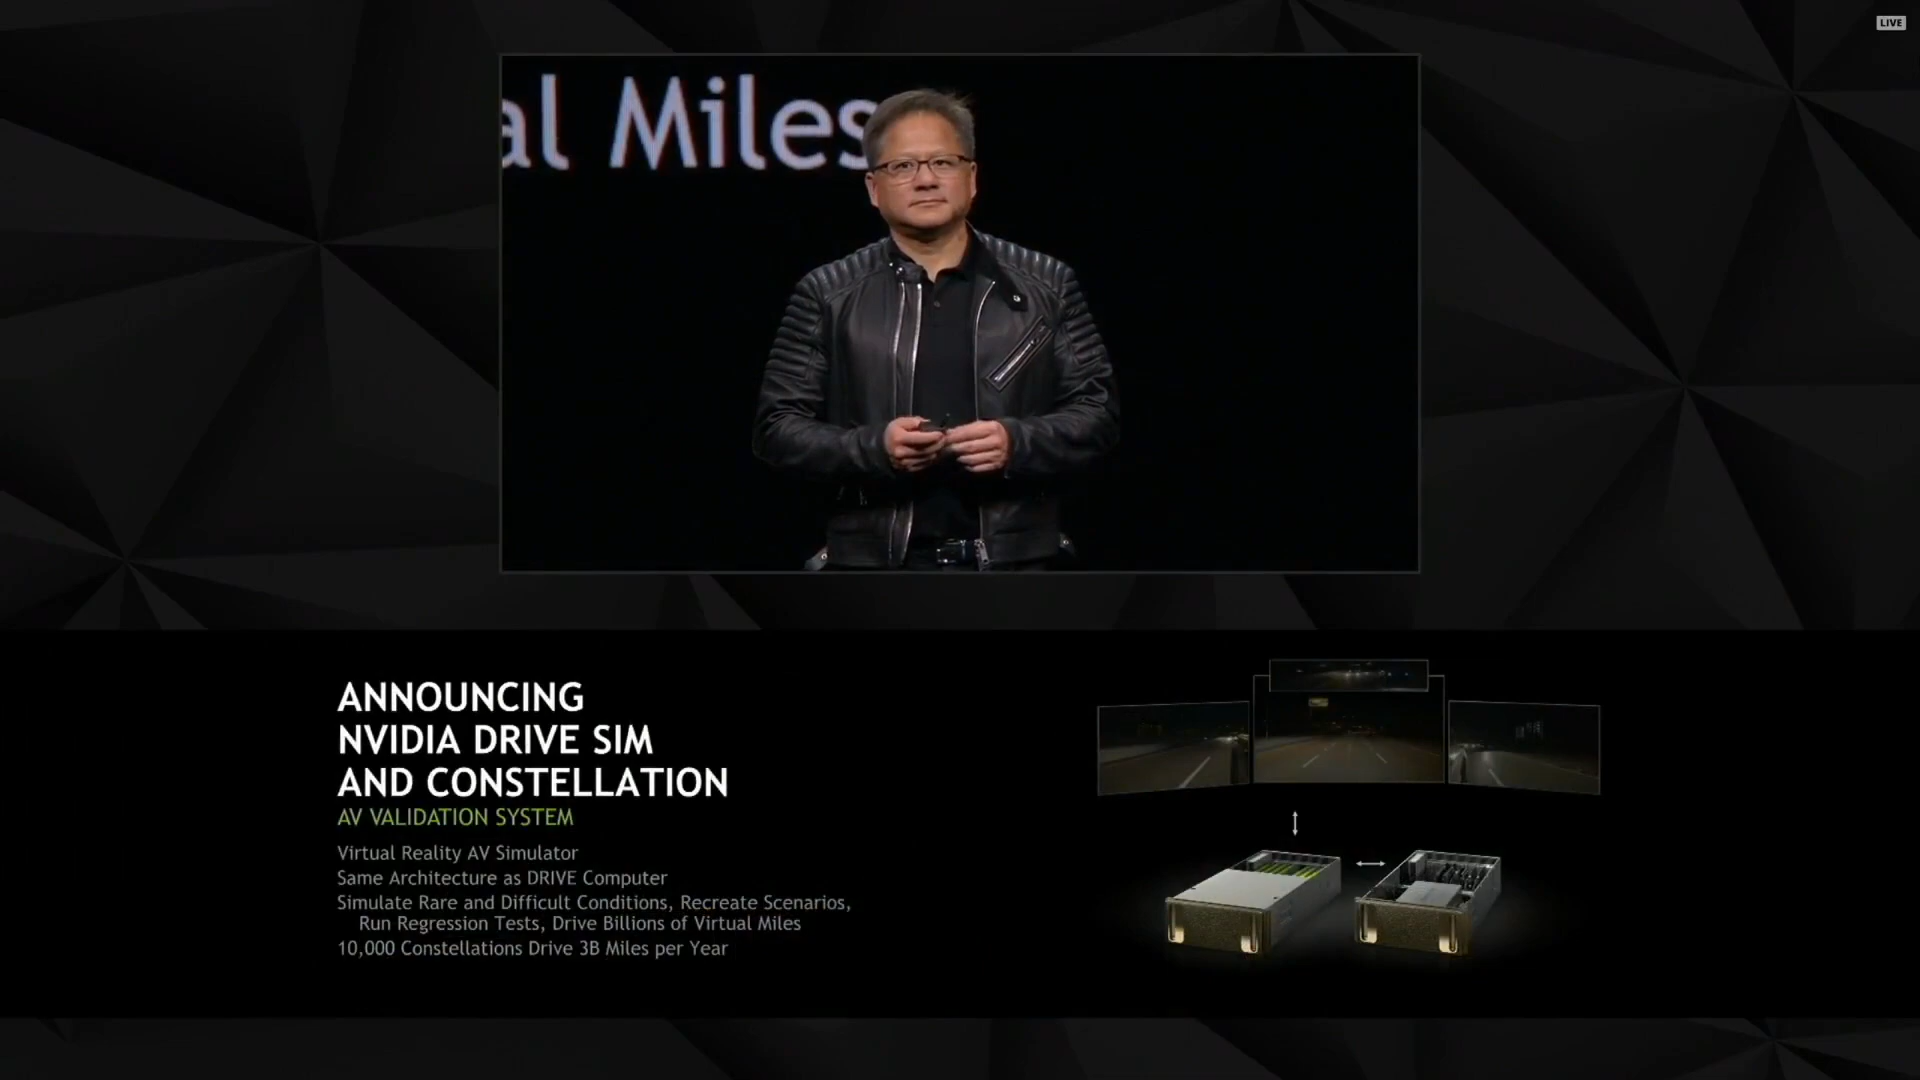 LIVE
al Miles
ANNOUNCING
NVIDIA DRIVE SIM
AND CONSTELLATION
AV VALIDATION SYSTEM
Virtual Reality AV Simulator
Same Architecture as DRIVE Computer
Simulate Rare and Difficult Conditions, Recreate Scenarios,
Run Regression Tests, Drive Billions of Virtual Miles
10,000 Constellations Drive 3B Miles per Year